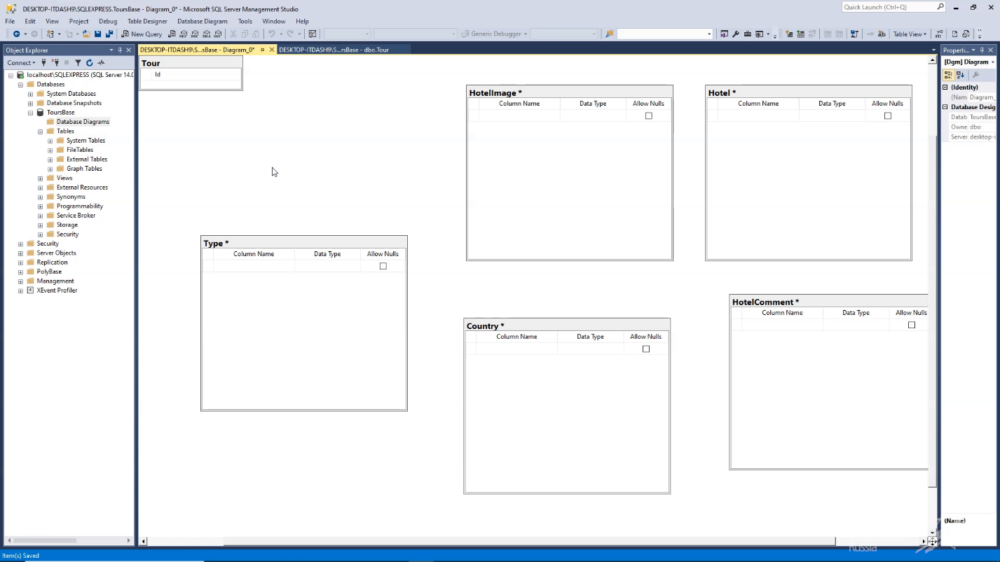 DESKTOP-ITDASH9\SQLEXPRESS.ToursBase - Diagram_0* - Microsoft SQL Server Management Studio
Quick Launch (Ctrl+Q)
File Edit View Project Debug Table Designer Database Diagram Tools Window Help
New Query
Generic Debugger
Table View
Object Explorer
DESKTOP-ITDASH9\S...sBase - Diagram_0*
DESKTOP-ITDASH9\S...rsBase - dbo.Tour
Properti...
Connect
localhost\SQLEXPRESS (SQL Server 14.0
Databases
System Databases
Database Snapshots
ToursBase
Database Diagrams
Tables
System Tables
FileTables
External Tables
Graph Tables
Views
External Resources
Synonyms
Programmability
Service Broker
Storage
Security
Security
Server Objects
Replication
PolyBase
Management
XEvent Profiler
Tour
Id
HotelImage *
Column Name Data Type Allow Nulls
Hotel *
Column Name Data Type Allow Nulls
Type *
Column Name Data Type Allow Nulls
Country *
Column Name Data Type Allow Nulls
HotelComment *
Column Name Data Type Allow Nulls
[Dgm] Diagram
(Identity)
(Nam Diagram_
Database Desig
Datab ToursBase
Owne dbo
Server desktop-i
(Name)
Russia
Item(s) Saved